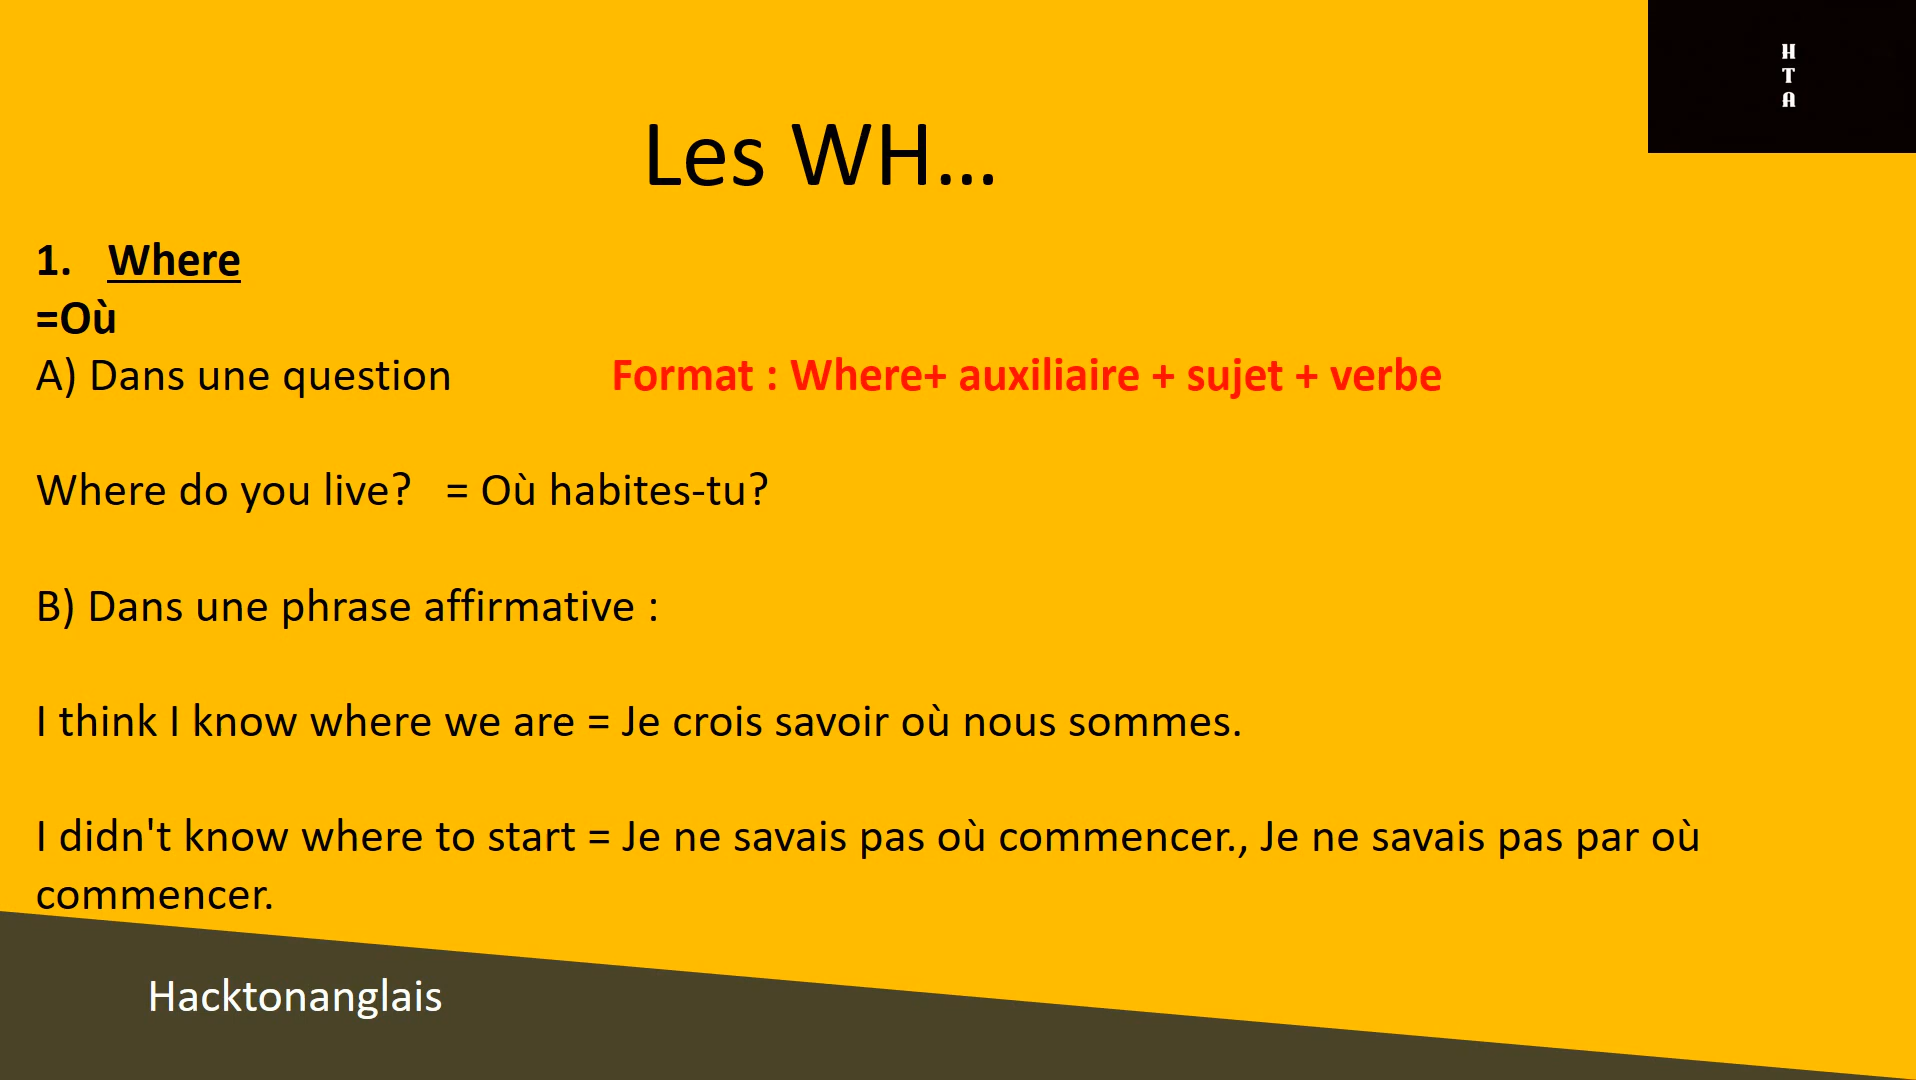 H
T
A
Les WH...
1. Where
=Où
A) Dans une question Format : Where+ auxiliaire + sujet + verbe
Where do you live? = Où habites-tu?
B) Dans une phrase affirmative :
I think I know where we are = Je crois savoir où nous sommes.
I didn't know where to start = Je ne savais pas où commencer., Je ne savais pas par où
commencer.
Hacktonanglais